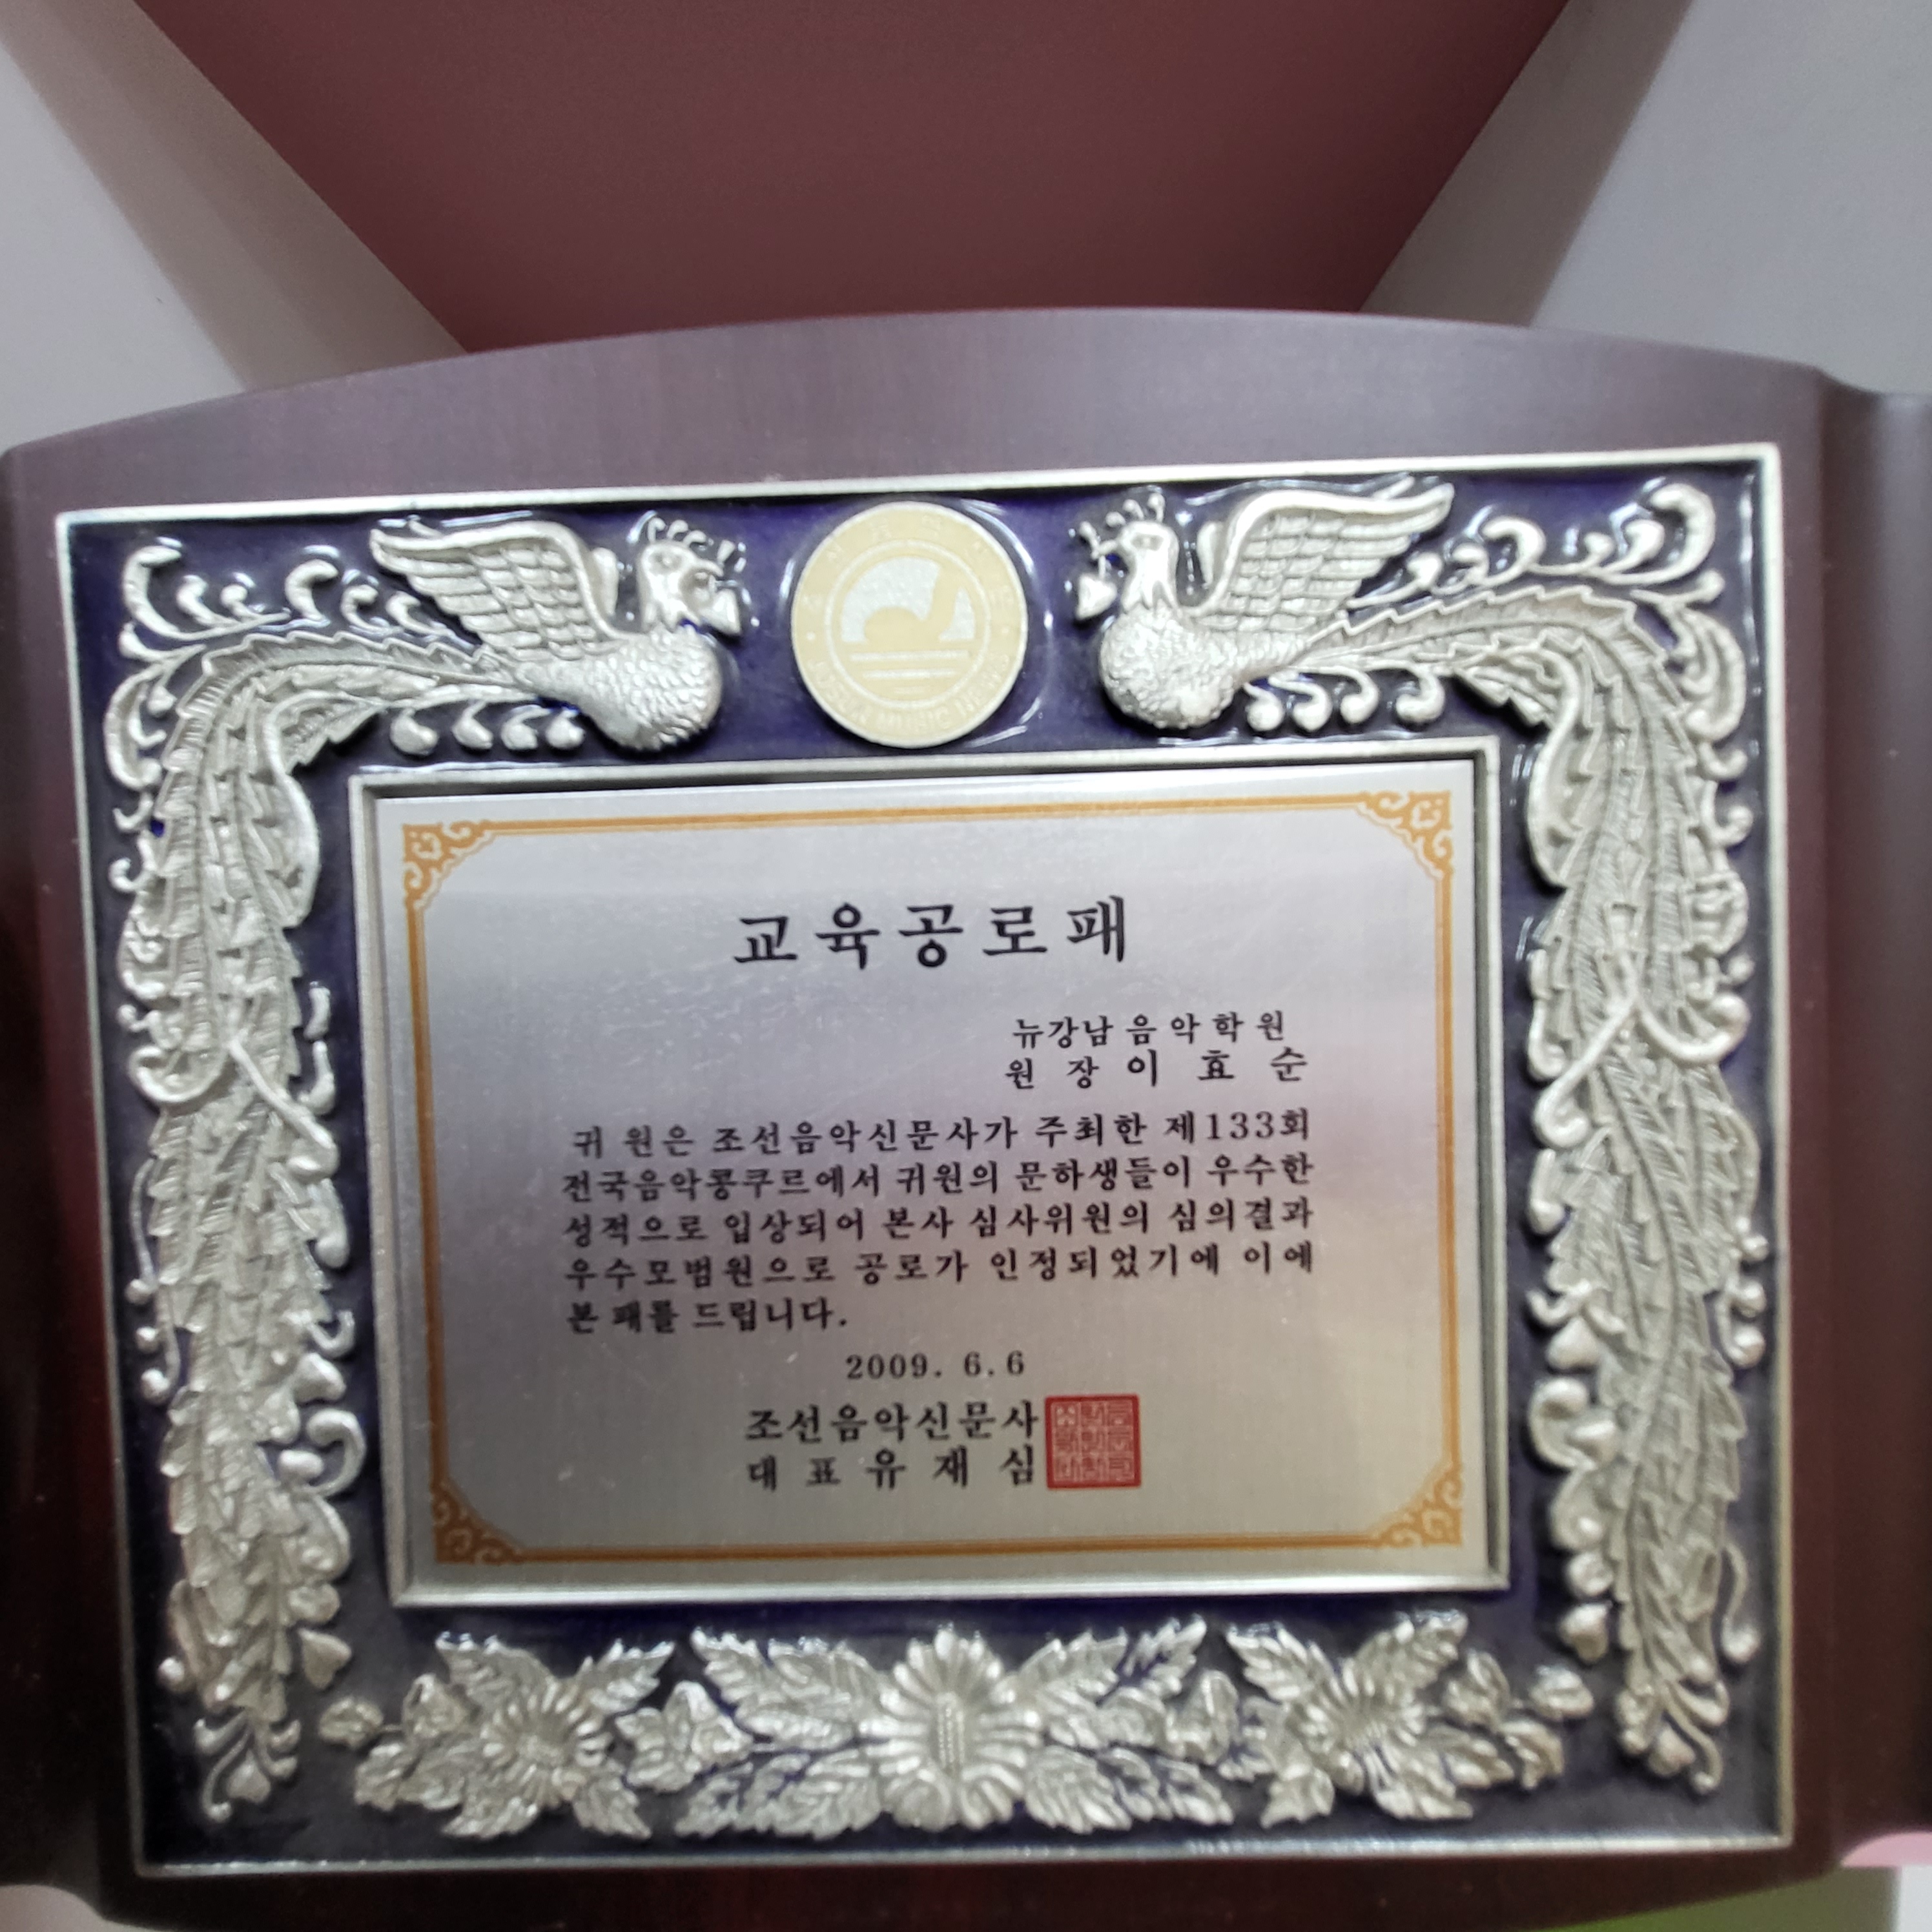 교육공로패
뉴강남 음악학원
원 장 이 효 순
귀 원은 조선음악신문사가 주최한 제133회
전국음악콩쿠르에서 귀원의 문하생들이 우수한
성적으로 입상되어 본사 심사위원의 심의결과
우수모범원으로 공로가 인정되었기에 이에
본 패를 드립니다.
2009. 6. 6
조선음악신문사
대 표 유 재 심